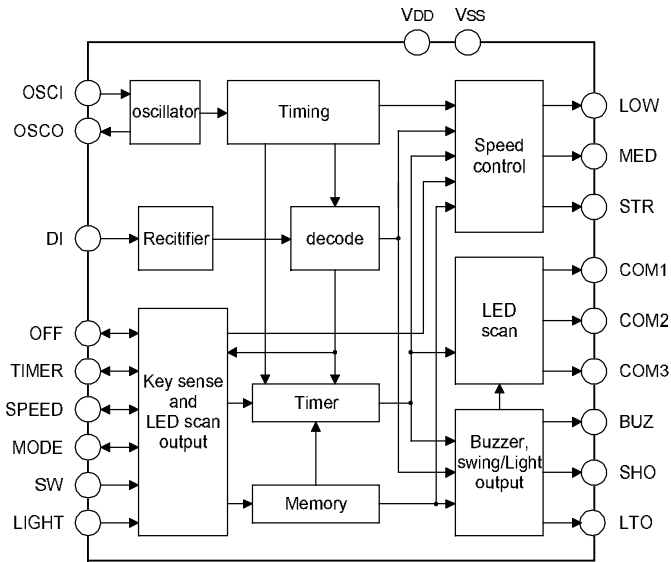 VDD VSS
OSCI
OSCO
oscillator
Timing
Speed
control
LOW
MED
STR
DI
Rectifier
decode
LED
scan
COM1
COM2
COM3
OFF
TIMER
SPEED
MODE
SW
LIGHT
Key sense
and
LED scan
output
Timer
Memory
Buzzer,
swing/Light
output
BUZ
SHO
LTO